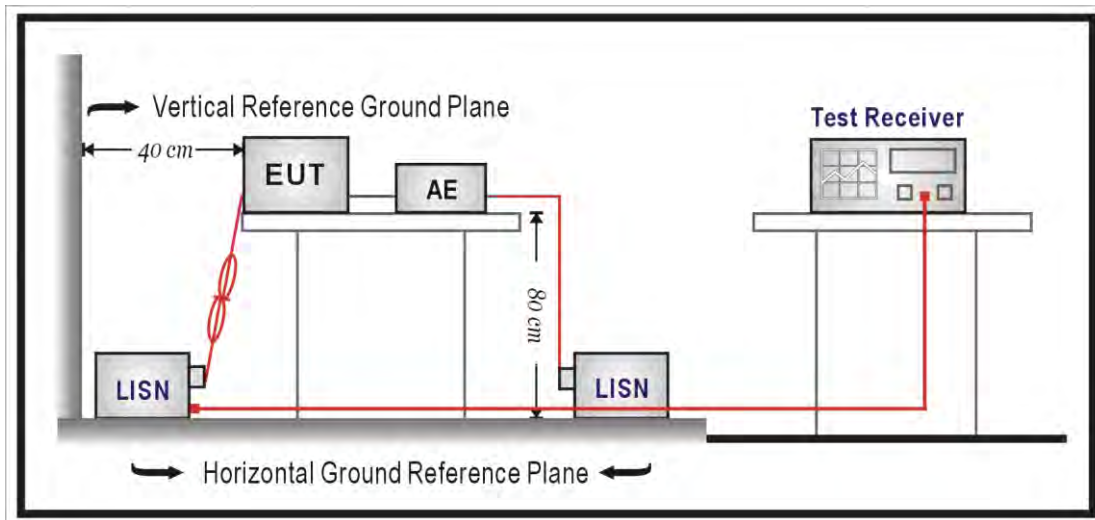 Vertical Reference Ground Plane
40 cm
EUT
AE
Test Receiver
80 cm
LISN
LISN
Horizontal Ground Reference Plane